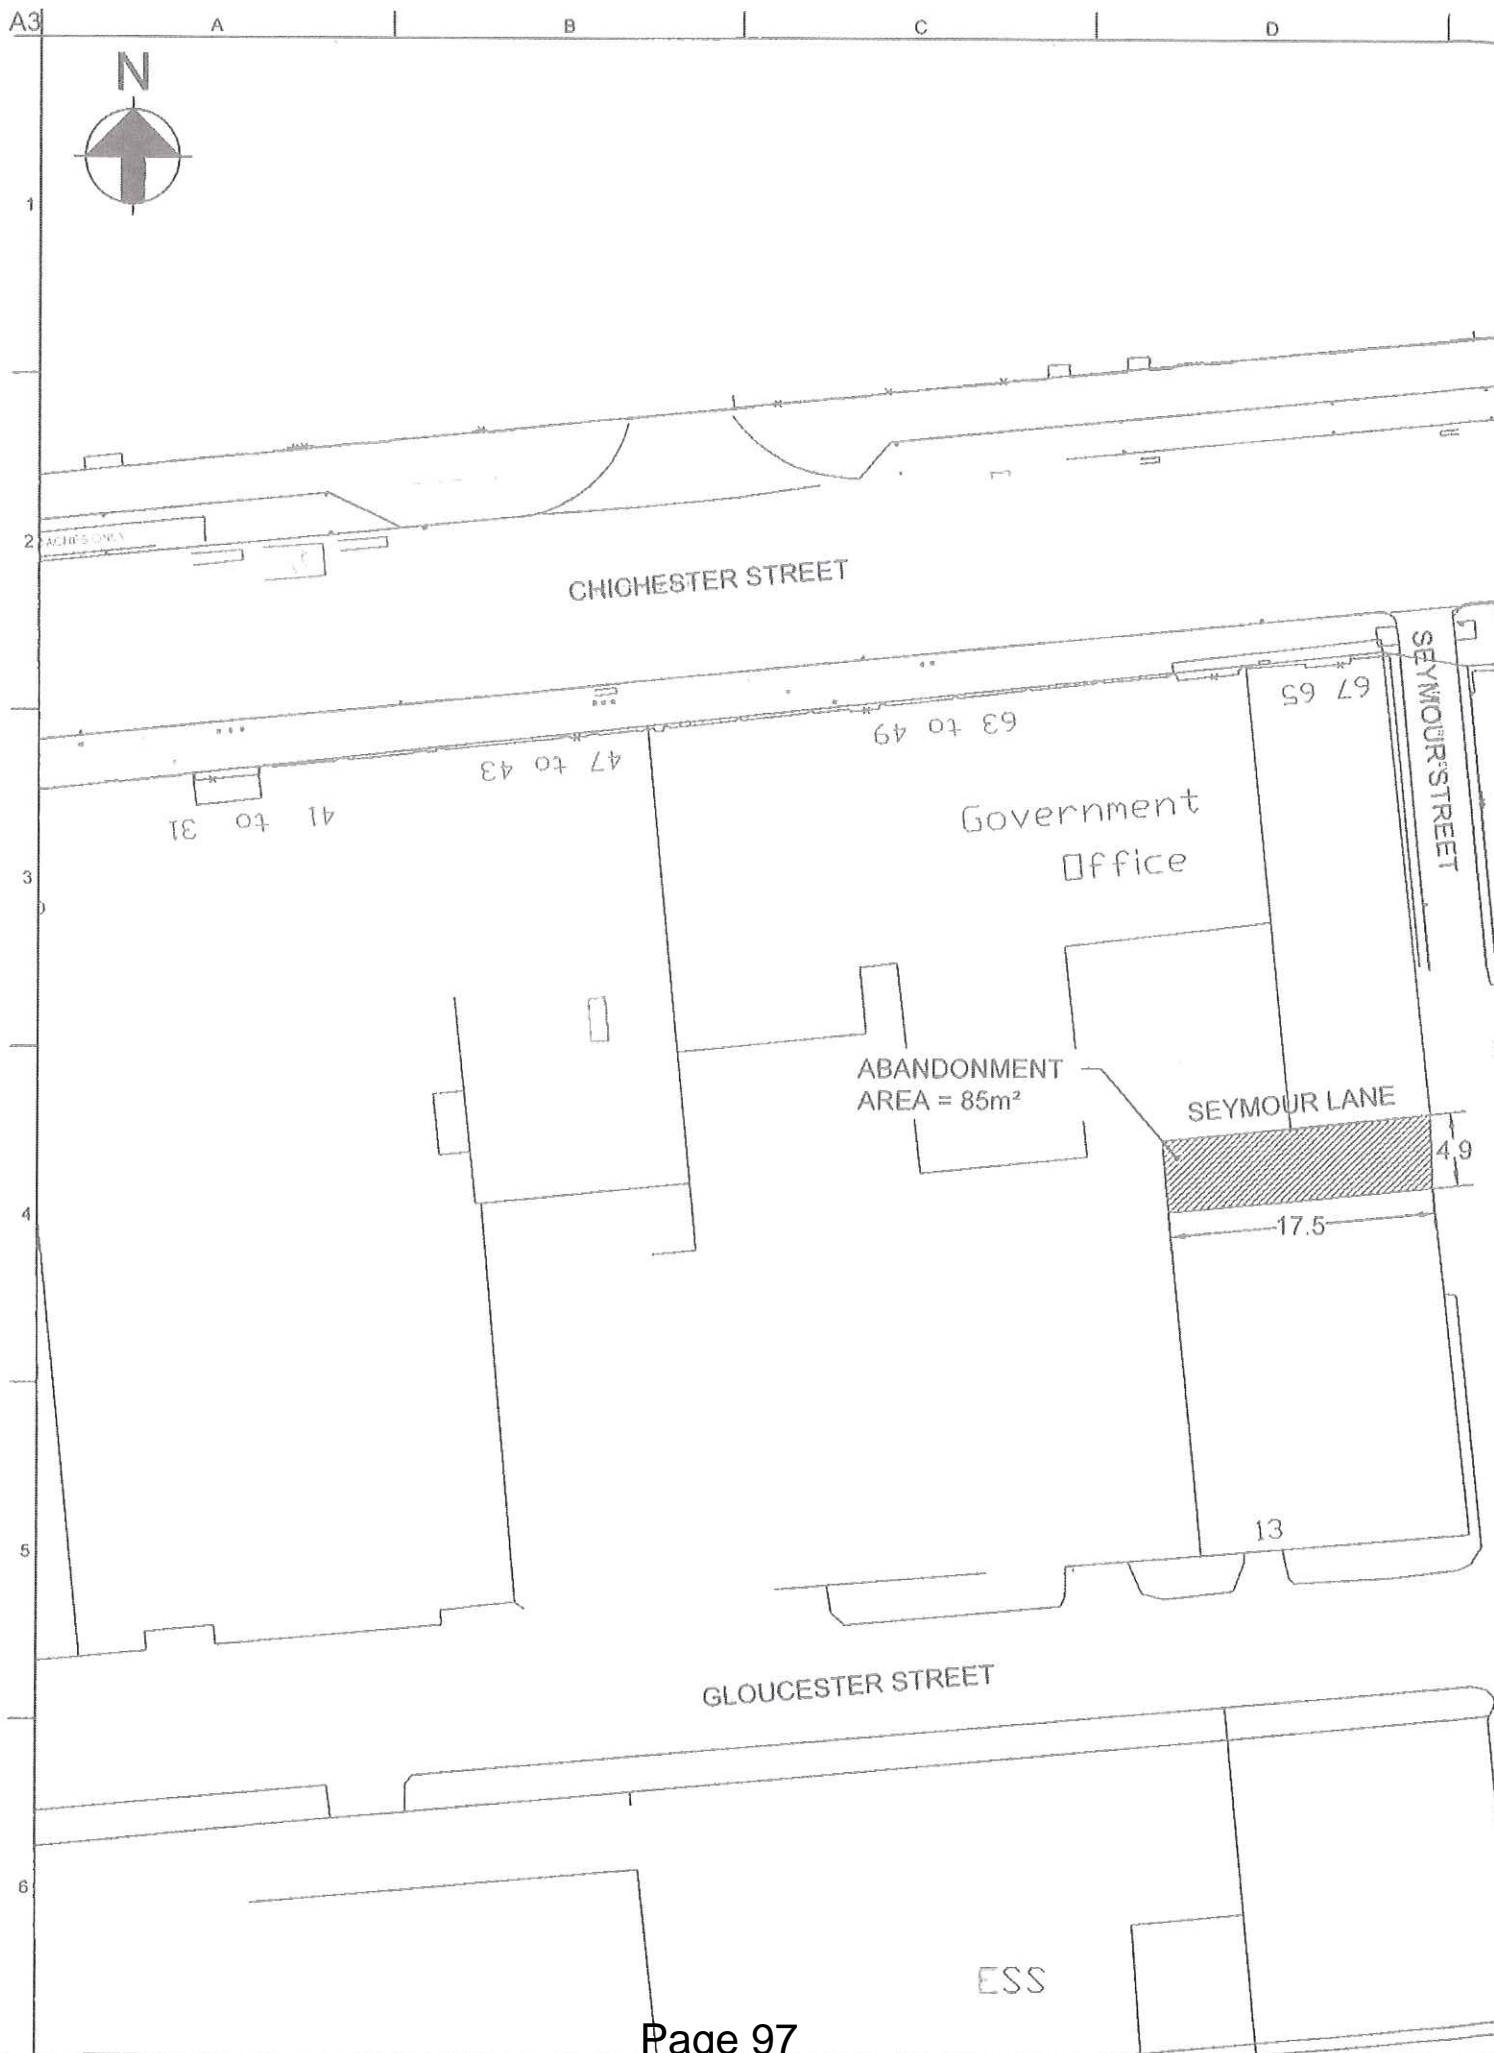 A3
A
B
C
D
N
1
2
ACHES ONLY
CHICHESTER STREET
SEYMOUR STREET
67 65
63 to 49
47 to 43
41 to 31
Government
Office
3
ABANDONMENT
AREA = 85m²
SEYMOUR LANE
4.9
17.5
4
13
5
GLOUCESTER STREET
6
ESS
Page 97